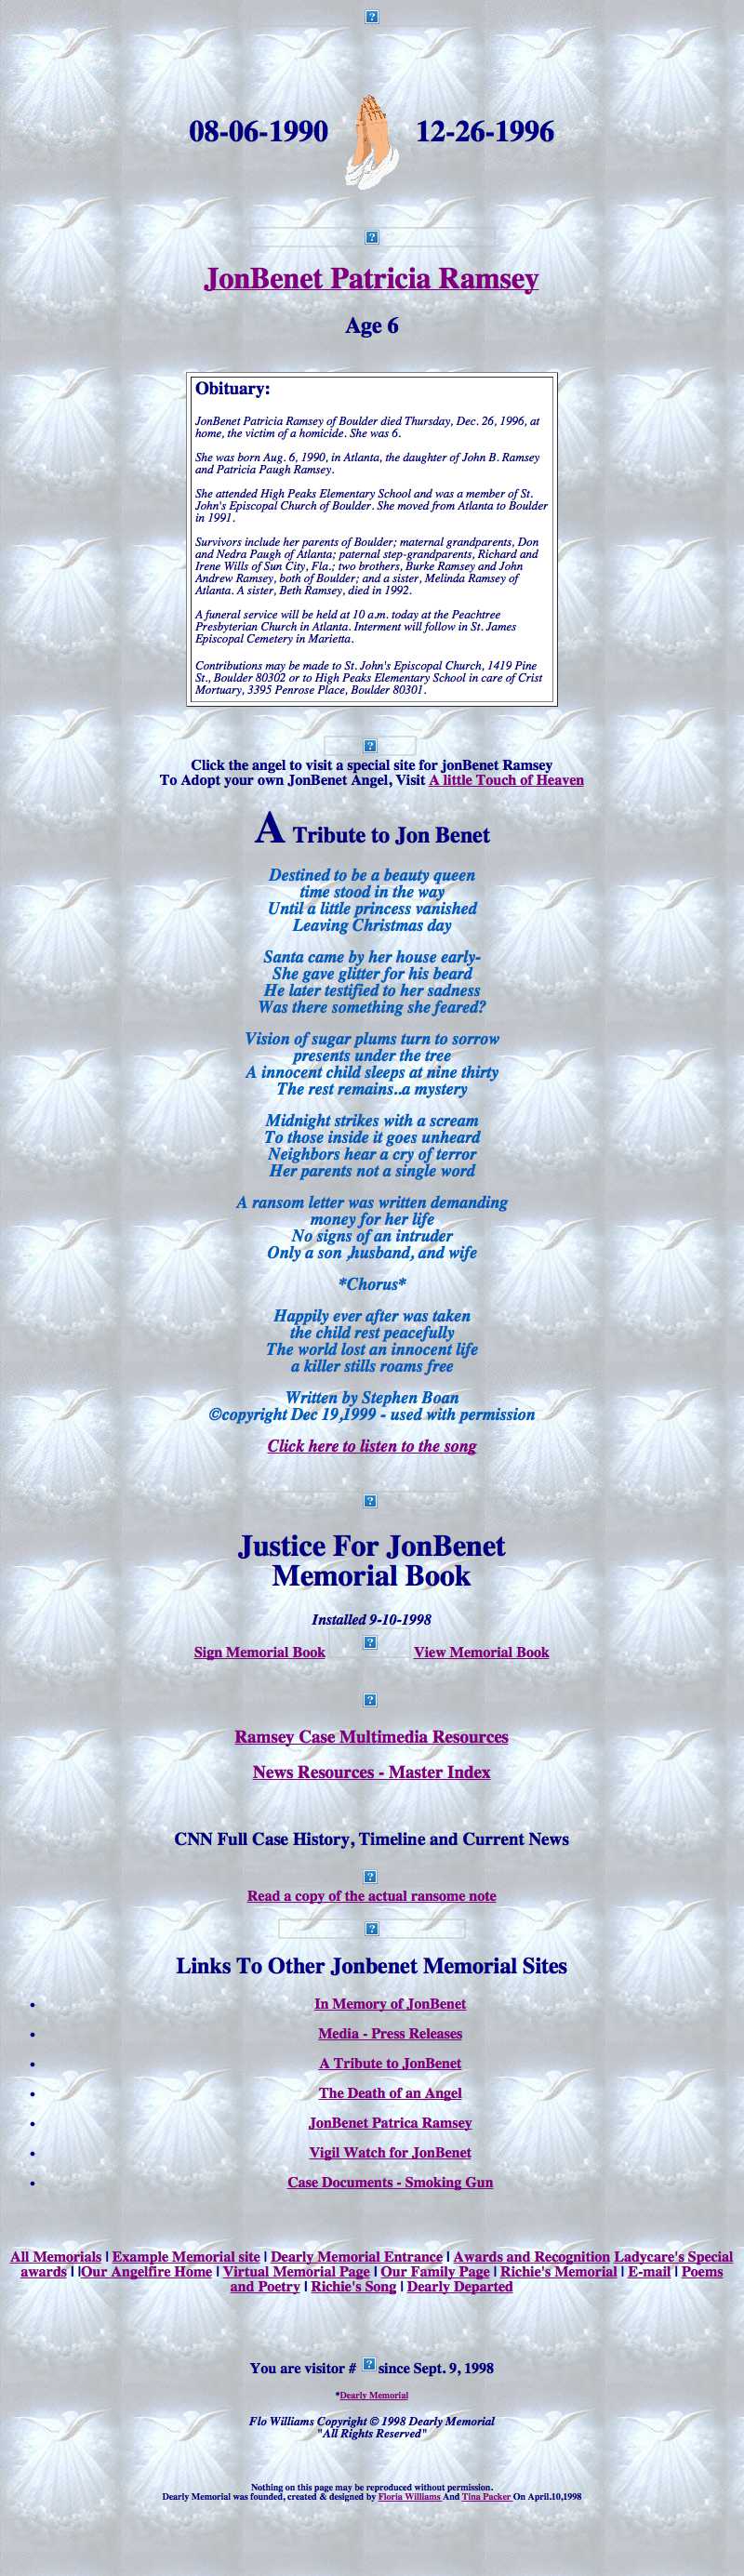 08-06-1990 12-26-1996
JonBenet Patricia Ramsey
Age 6
Obituary:
JonBenet Patricia Ramsey of Boulder died Thursday, Dec. 26, 1996, at
home, the victim of a homicide. She was 6.
She was born Aug. 6, 1990, in Atlanta, the daughter of John B. Ramsey
and Patricia Paugh Ramsey.
She attended High Peaks Elementary School and was a member of St.
John's Episcopal Church of Boulder. She moved from Atlanta to Boulder
in 1991.
Survivors include her parents of Boulder; maternal grandparents, Don
and Nedra Paugh of Atlanta; paternal step-grandparents, Richard and
Irene Wills of Sun City, Fla.; two brothers, Burke Ramsey and John
Andrew Ramsey, both of Boulder; and a sister, Melinda Ramsey of
Atlanta. A sister, Beth Ramsey, died in 1992.
A funeral service will be held at 10 a.m. today at the Peachtree
Presbyterian Church in Atlanta. Interment will follow in St. James
Episcopal Cemetery in Marietta.
Contributions may be made to St. John's Episcopal Church, 1419 Pine
St., Boulder 80302 or to High Peaks Elementary School in care of Crist
Mortuary, 3395 Penrose Place, Boulder 80301.
Click the angel to visit a special site for jonBenet Ramsey
To Adopt your own JonBenet Angel, Visit A little Touch of Heaven
A Tribute to Jon Benet
Destined to be a beauty queen
time stood in the way
Until a little princess vanished
Leaving Christmas day
Santa came by her house early-
She gave glitter for his beard
He later testified to her sadness
Was there something she feared?
Vision of sugar plums turn to sorrow
presents under the tree
A innocent child sleeps at nine thirty
The rest remains..a mystery
Midnight strikes with a scream
To those inside it goes unheard
Neighbors hear a cry of terror
Her parents not a single word
A ransom letter was written demanding
money for her life
No signs of an intruder
Only a son ,husband, and wife
*Chorus*
Happily ever after was taken
the child rest peacefully
The world lost an innocent life
a killer stills roams free
Written by Stephen Boan
©copyright Dec 19,1999 - used with permission
Click here to listen to the song
Justice For JonBenet
Memorial Book
Installed 9-10-1998
Sign Memorial Book View Memorial Book
Ramsey Case Multimedia Resources
News Resources - Master Index
CNN Full Case History, Timeline and Current News
Read a copy of the actual ransome note
Links To Other Jonbenet Memorial Sites
• In Memory of JonBenet
• Media - Press Releases
• A Tribute to JonBenet
• The Death of an Angel
• JonBenet Patrica Ramsey
• Vigil Watch for JonBenet
• Case Documents - Smoking Gun
All Memorials | Example Memorial site | Dearly Memorial Entrance | Awards and Recognition Ladycare's Special
awards | |Our Angelfire Home | Virtual Memorial Page | Our Family Page | Richie's Memorial | E-mail | Poems
and Poetry | Richie's Song | Dearly Departed
You are visitor # since Sept. 9, 1998
*Dearly Memorial
Flo Williams Copyright © 1998 Dearly Memorial
"All Rights Reserved"
Nothing on this page may be reproduced without permission.
Dearly Memorial was founded, created & designed by Floria Williams And Tina Packer On April.10,1998